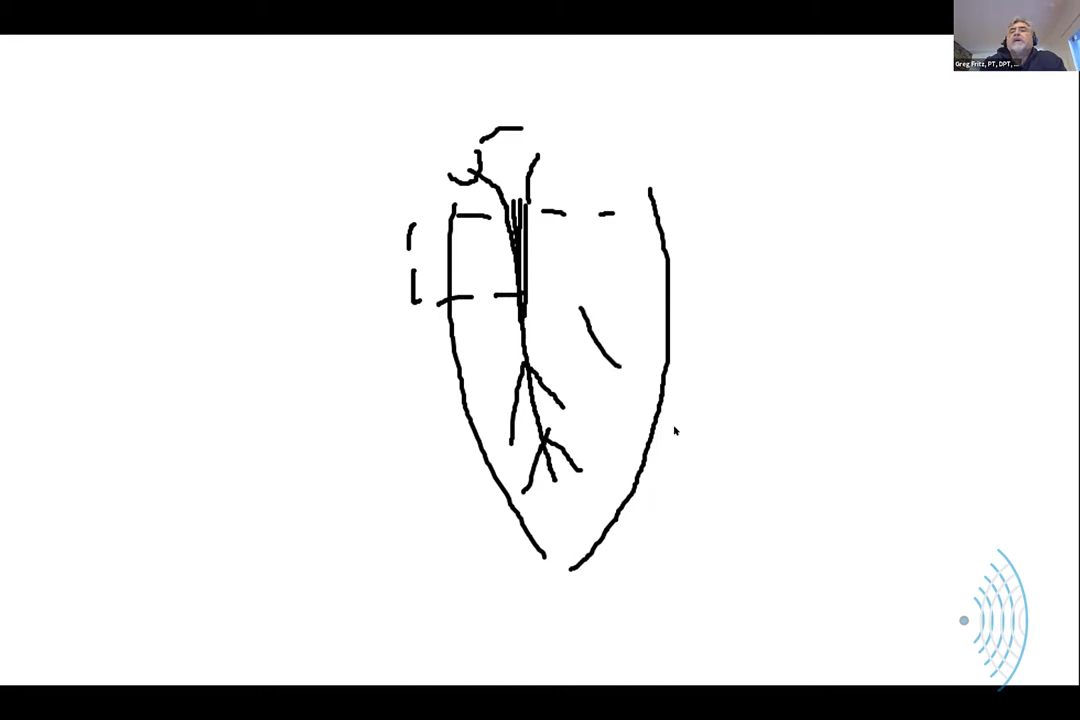 Greg Fritz, PT, DPT, ...